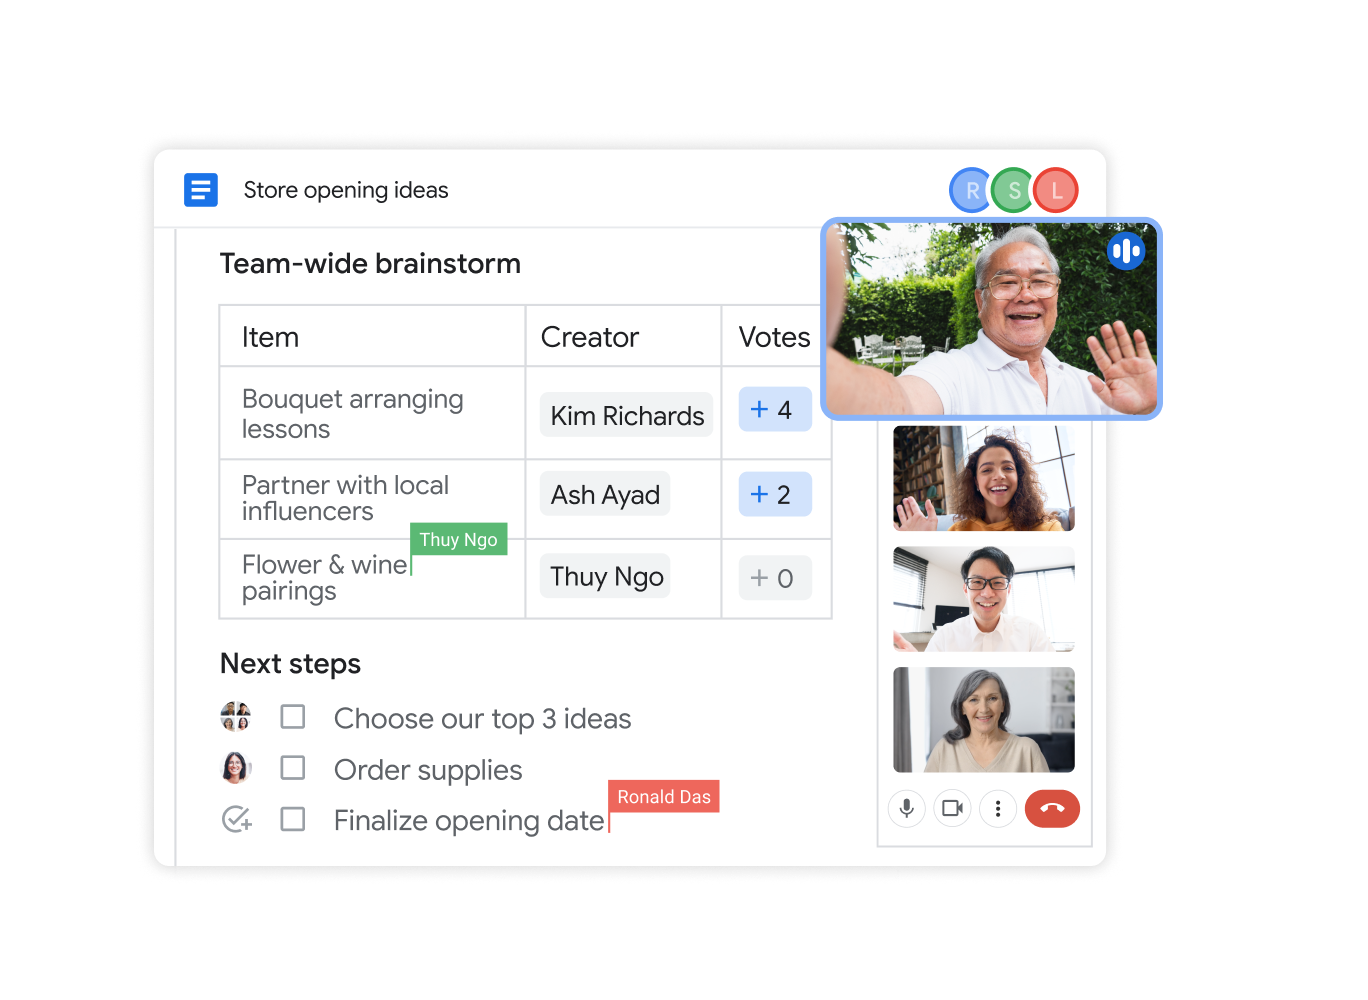 Store opening ideas
R S L
Team-wide brainstorm
Item Creator Votes
Bouquet arranging
lessons
Kim Richards
+ 4
Partner with local
influencers
Ash Ayad
+ 2
Thuy Ngo
Flower & wine
pairings
Thuy Ngo
+ 0
Next steps
Choose our top 3 ideas
Order supplies
Ronald Das
Finalize opening date